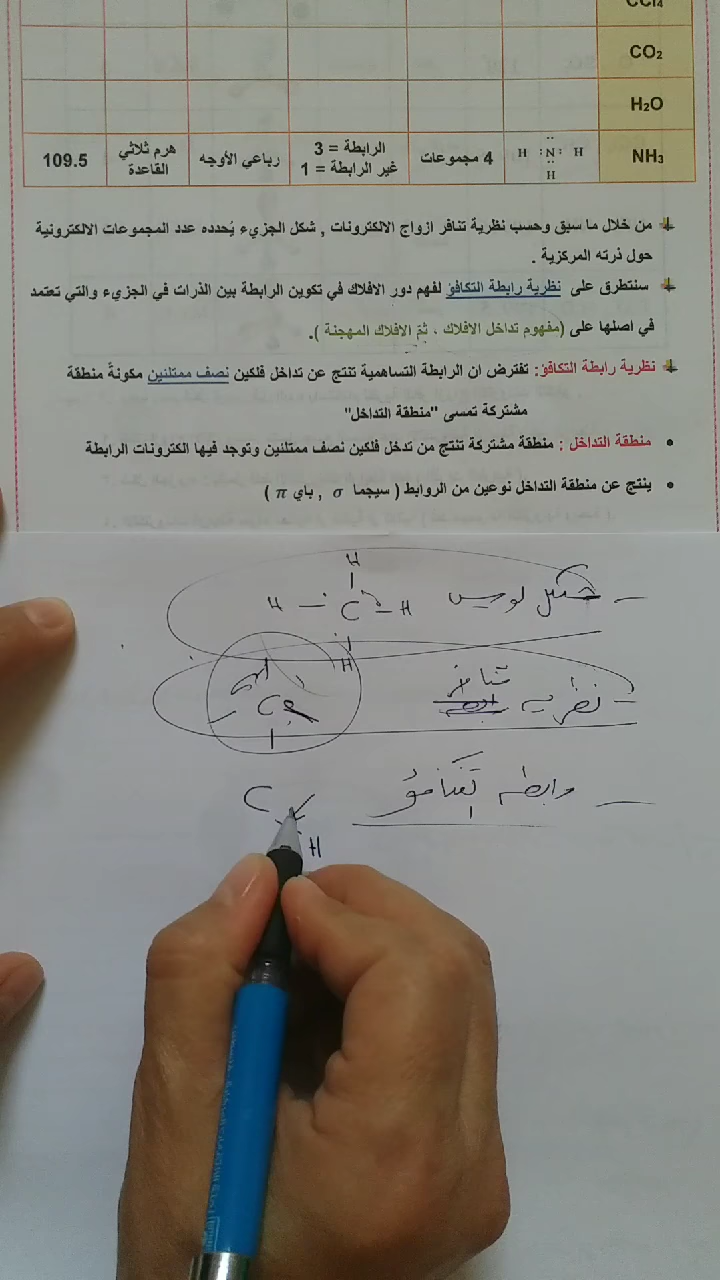 CCl₄
CO₂
H₂O
NH₃ H :N: H H 4 مجموعات الرابطة = 3 غير الرابطة = 1 رباعي الأوجه هرم ثلاثي القاعدة 109.5
من خلال ما سبق وحسب نظرية تنافر ازواج الالكترونات , شكل الجزيء يُحدده عدد المجموعات الالكترونية
حول ذرته المركزية .
سنتطرق على نظرية رابطة التكافؤ لفهم دور الافلاك في تكوين الرابطة بين الذرات في الجزيء والتي تعتمد
في اصلها على (مفهوم تداخل الافلاك ، ثمّ الافلاك المهجنة ).
نظرية رابطة التكافؤ: تفترض ان الرابطة التساهمية تنتج عن تداخل فلكين نصف ممتلئين مكونةً منطقة
مشتركة تمسى "منطقة التداخل"
• منطقة التداخل : منطقة مشتركة تنتج من تدخل فلكين نصف ممتلئين وتوجد فيها الكترونات الرابطة
• ينتج عن منطقة التداخل نوعين من الروابط ( سيجما σ , باي π )
H
– شكل لويس H – C – H
H
– نظرية تنافر C
– رابطه تكافؤ C
H